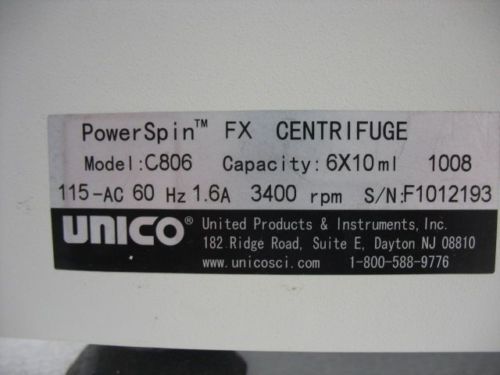 PowerSpin™ FX CENTRIFUGE
Model:C806 Capacity:6X10ml 1008
115-AC 60 Hz 1.6A 3400 rpm S/N:F1012193
UNICO® United Products & Instruments, Inc.
182 Ridge Road, Suite E, Dayton NJ 08810
www.unicosci.com 1-800-588-9776